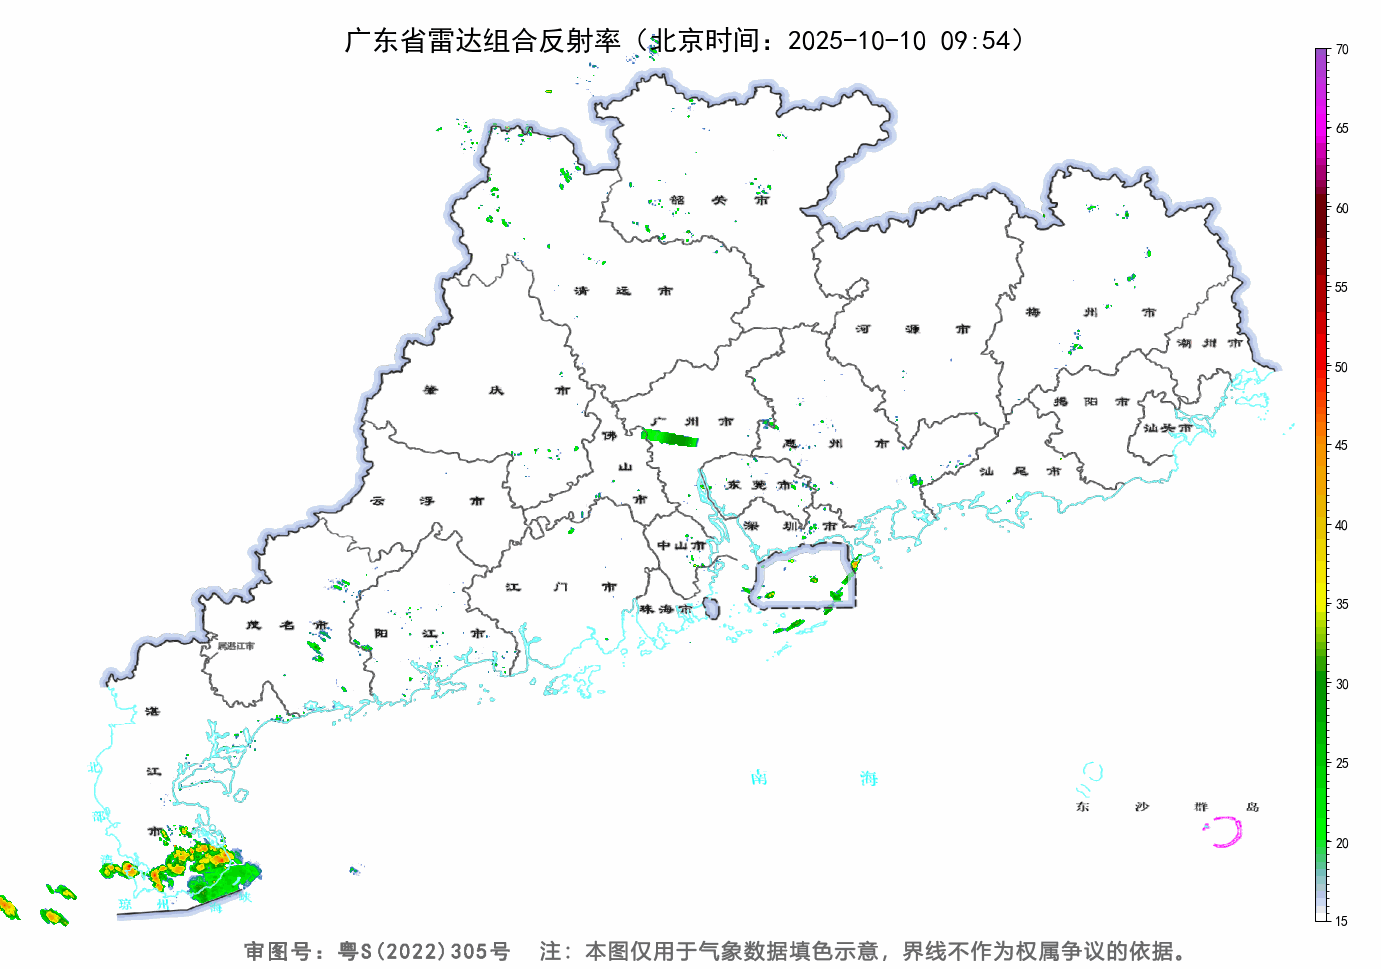 广东省雷达组合反射率（北京时间：2025-10-10 09:54）
70
65
60
55
50
45
40
35
30
25
20
15
韶关市
清远市
河源市
梅州市
潮州市
肇庆市
广州市
佛山市
惠州市
揭阳市
汕头市
汕尾市
云浮市
东莞市
深圳市
中山市
江门市
珠海市
茂名市
阳江市
属湛江市
湛江市
北部湾
琼州海峡
南海
东沙群岛
审图号：粤S(2022)305号 注：本图仅用于气象数据填色示意，界线不作为权属争议的依据。